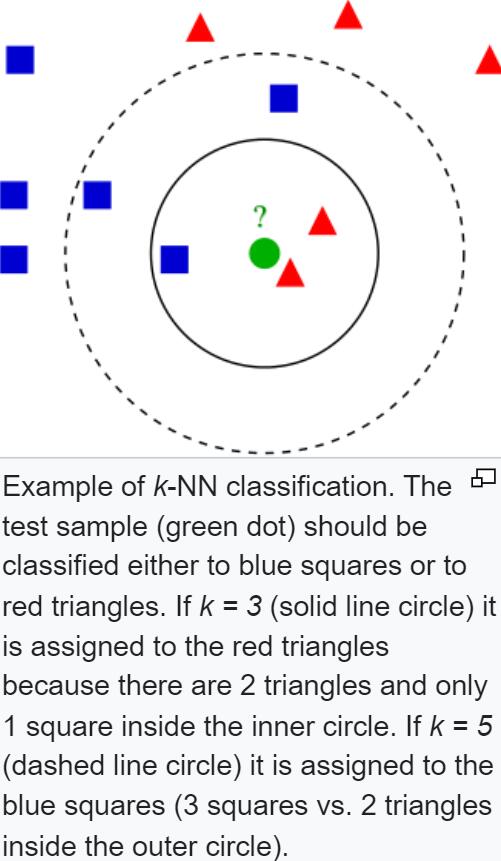 ?
Example of k-NN classification. The
test sample (green dot) should be
classified either to blue squares or to
red triangles. If k = 3 (solid line circle) it
is assigned to the red triangles
because there are 2 triangles and only
1 square inside the inner circle. If k = 5
(dashed line circle) it is assigned to the
blue squares (3 squares vs. 2 triangles
inside the outer circle).